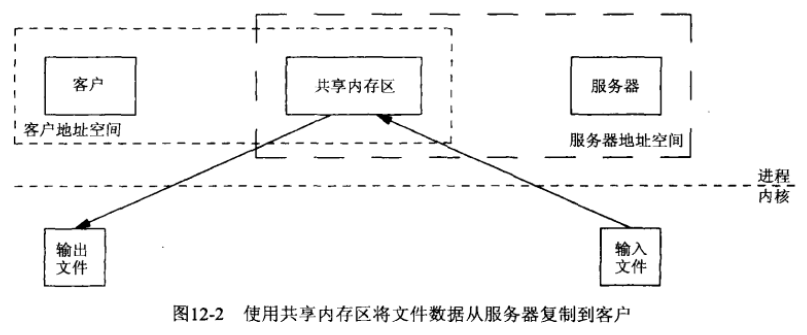 客户
共享内存区
服务器
客户地址空间
服务器地址空间
进程
内核
输出
文件
输入
文件
图12-2 使用共享内存区将文件数据从服务器复制到客户